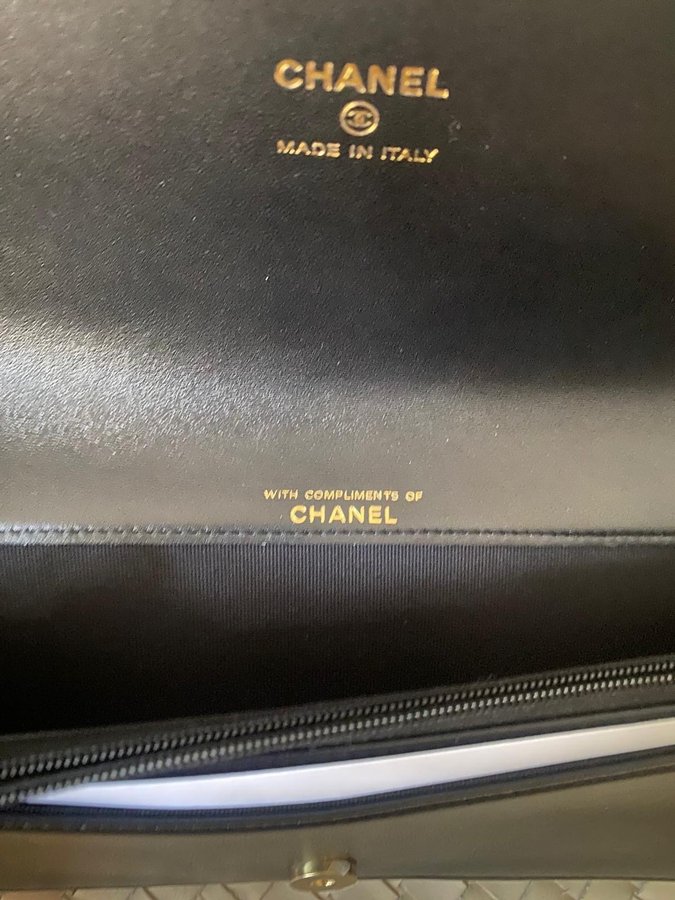 CHANEL
MADE IN ITALY
WITH COMPLIMENTS OF
CHANEL